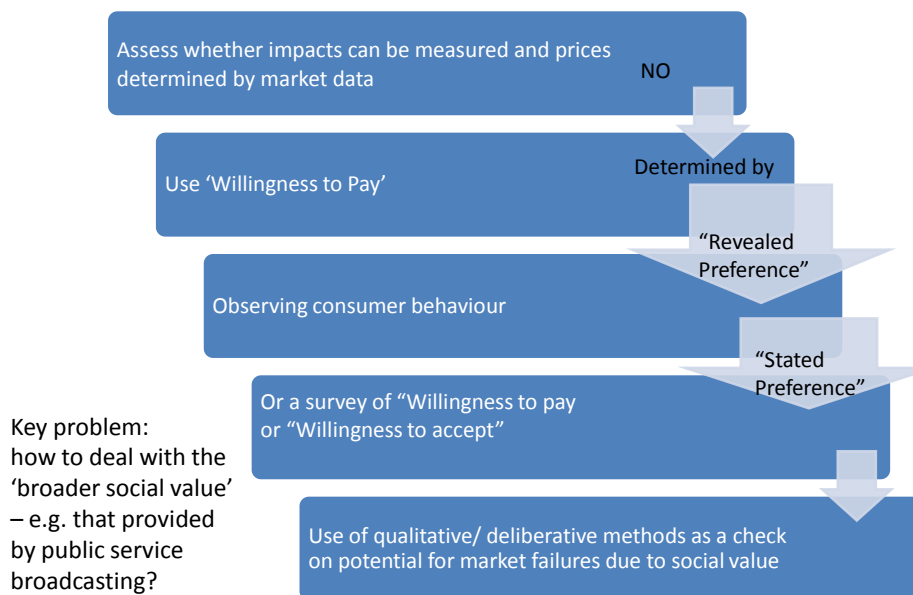 Assess whether impacts can be measured and prices
determined by market data
NO
Use ‘Willingness to Pay’
Determined by
“Revealed
Preference”
Observing consumer behaviour
“Stated
Preference”
Or a survey of “Willingness to pay
or “Willingness to accept”
Key problem:
how to deal with the
‘broader social value’
– e.g. that provided
by public service
broadcasting?
Use of qualitative/ deliberative methods as a check
on potential for market failures due to social value